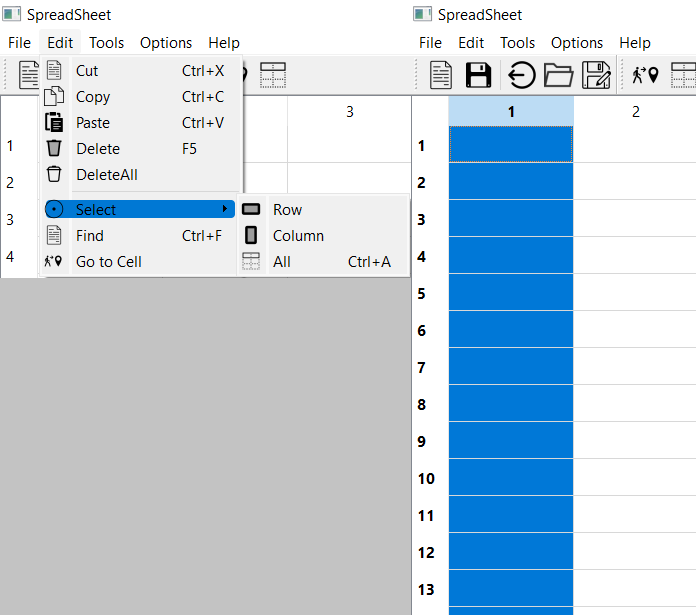 SpreadSheet
File Edit Tools Options Help
Cut Ctrl+X
Copy Ctrl+C
Paste Ctrl+V
Delete F5
DeleteAll
Select
Find Ctrl+F
Go to Cell
Row
Column
All Ctrl+A
3
1
2
3
4
SpreadSheet
File Edit Tools Options Help
1 2
1
2
3
4
5
6
7
8
9
10
11
12
13